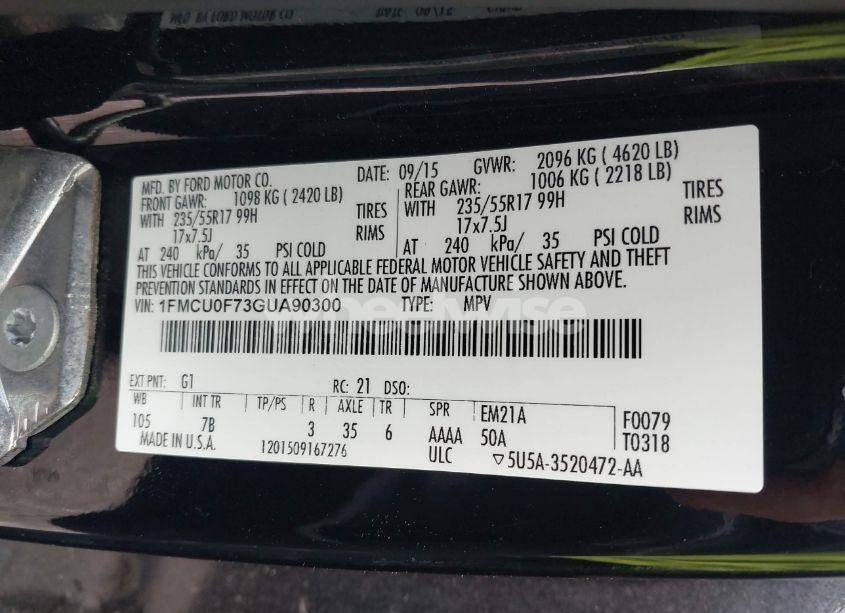 MFD. BY FORD MOTOR CO. DATE: 09/15 GVWR: 2096 KG ( 4620 LB)
FRONT GAWR: 1098 KG ( 2420 LB) REAR GAWR: 1006 KG ( 2218 LB)
WITH 235/55R17 99H TIRES WITH 235/55R17 99H TIRES
17x7.5J RIMS 17x7.5J RIMS
AT 240 kPa/ 35 PSI COLD AT 240 kPa/ 35 PSI COLD
THIS VEHICLE CONFORMS TO ALL APPLICABLE FEDERAL MOTOR VEHICLE SAFETY AND THEFT
PREVENTION STANDARDS IN EFFECT ON THE DATE OF MANUFACTURE SHOWN ABOVE.
VIN: 1FMCU0F73GUA90300 TYPE: MPV
wheelwise
EXT PNT: G1 RC: 21 DSO:
WB INT TR TP/PS R AXLE TR SPR EM21A F0079
105 7B 3 35 6 AAAA 50A T0318
MADE IN U.S.A. 1201509167276 ULC ▽5U5A-3520472-AA